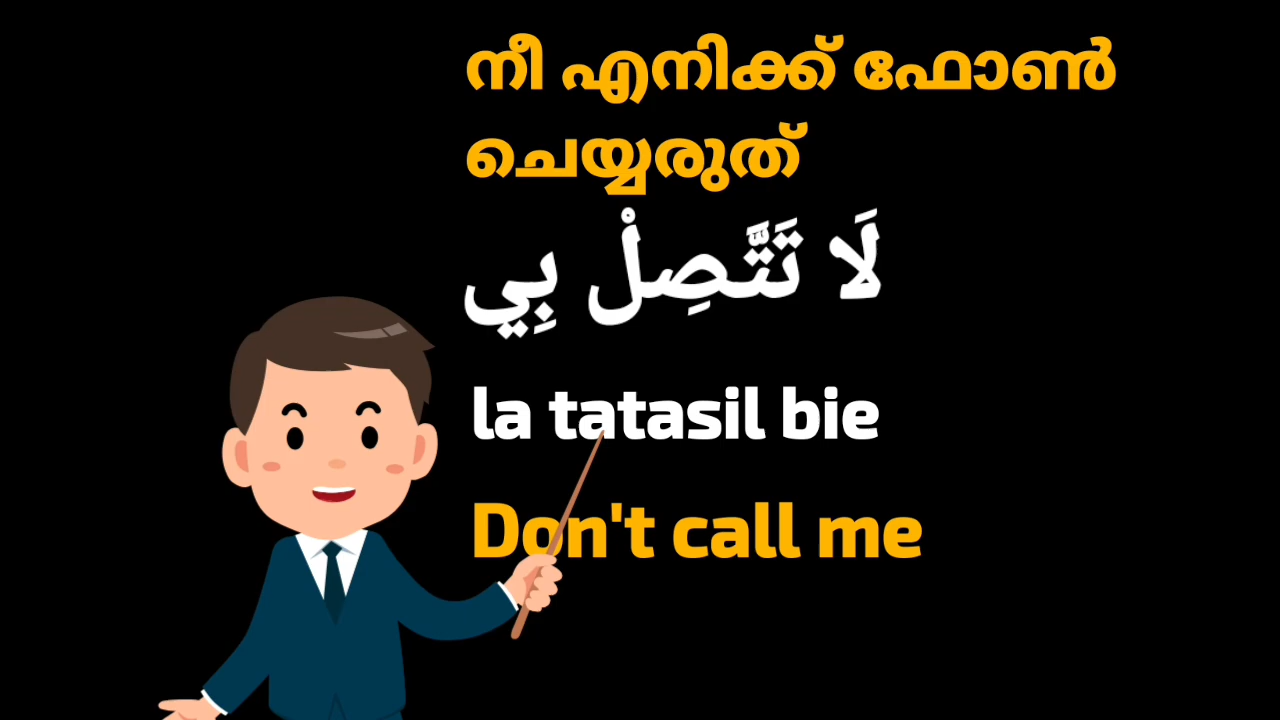 നീ എനിക്ക് ഫോൺ
ചെയ്യരുത്
لَا تَتَّصِلْ بِي
la tatasil bie
Don't call me